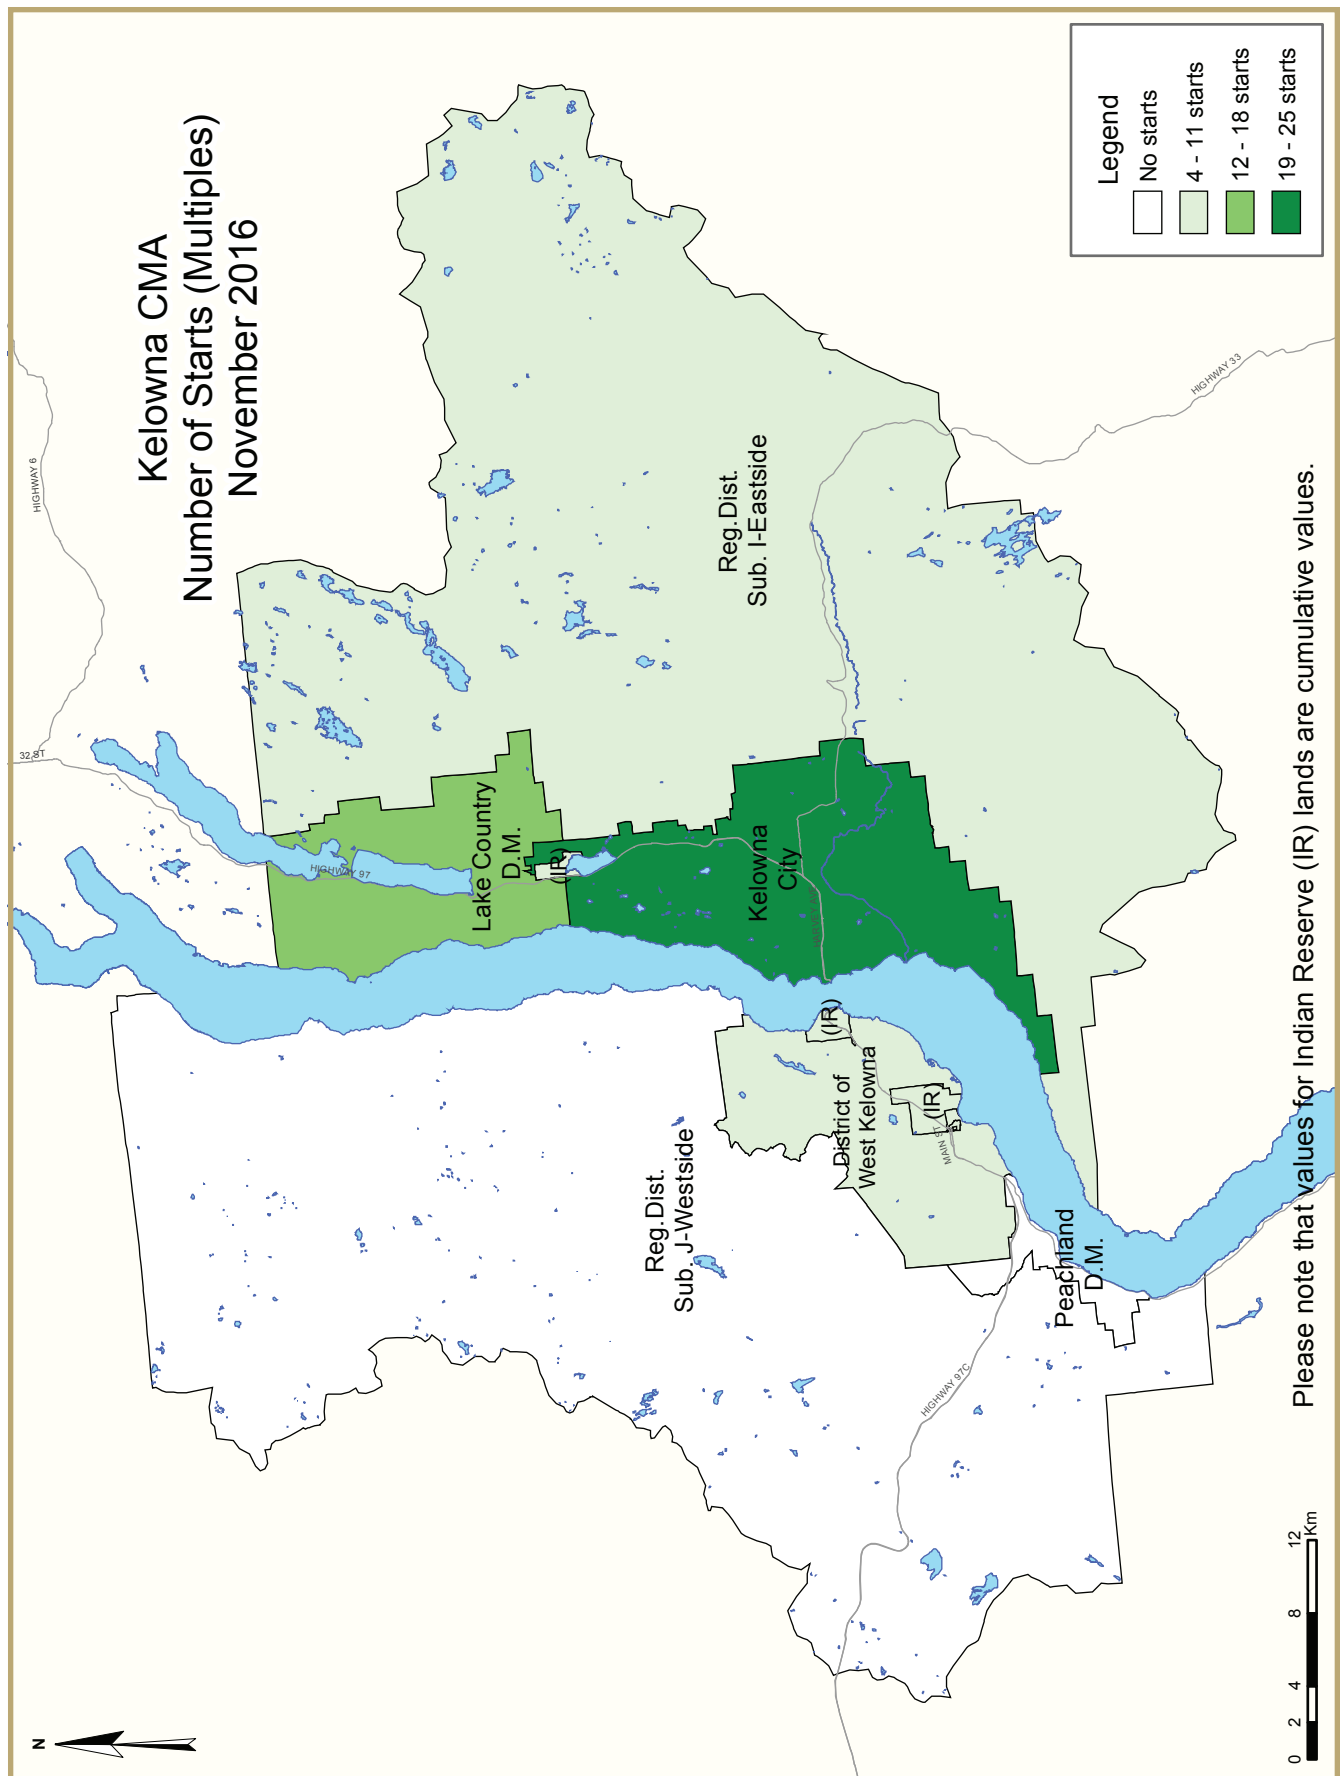 Kelowna CMA
Number of Starts (Multiples)
November 2016
Legend
No starts
4 - 11 starts
12 - 18 starts
19 - 25 starts
HIGHWAY 6
32 ST
HIGHWAY 97
Lake Country
D.M.
(IR)
Kelowna
City
Reg.Dist.
Sub. I-Eastside
HIGHWAY 33
(IR)
District of
West Kelowna
(IR)
MAIN ST
Reg.Dist.
Sub. J-Westside
Peachland
D.M.
HIGHWAY 97C
N
0 2 4 8 12
Km
Please note that values for Indian Reserve (IR) lands are cumulative values.